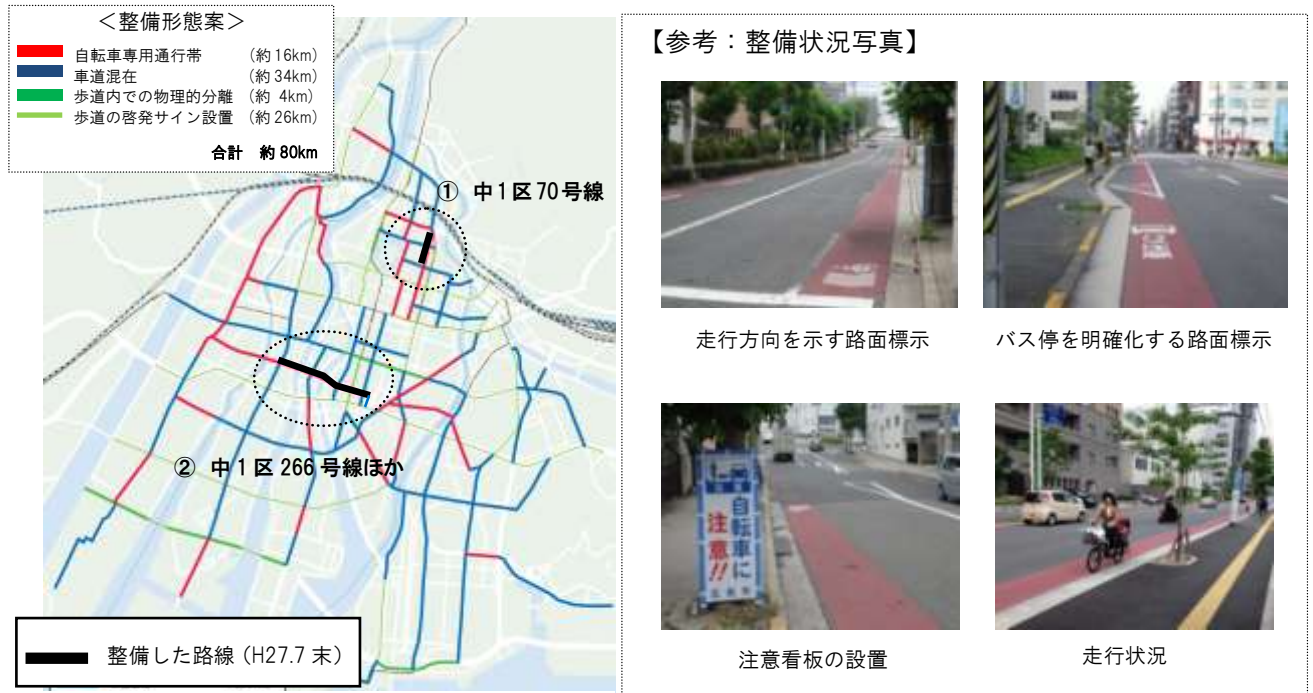 ＜整備形態案＞
自転車専用通行帯　（約16km）
車道混在　（約34km）
歩道内での物理的分離　（約 4km）
歩道の啓発サイン設置　（約26km）
合計　約80km
① 中1区70号線
② 中1区266号線ほか
整備した路線（H27.7末）
【参考：整備状況写真】
走行方向を示す路面標示
バス停を明確化する路面標示
自転車に
注意!!
注意看板の設置
走行状況